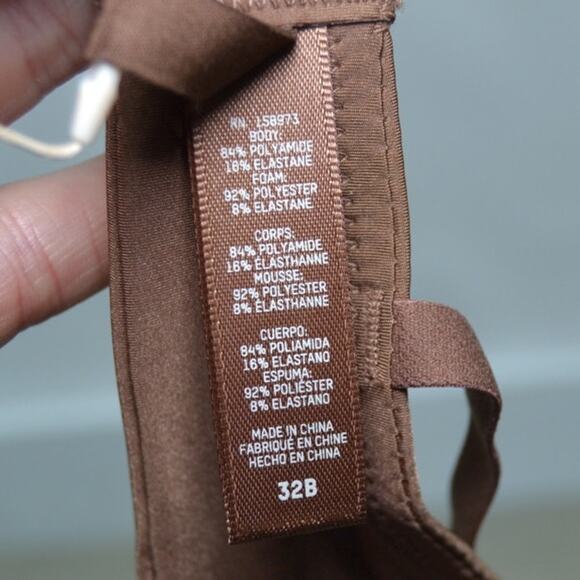 RN 158973
BODY:
84% POLYAMIDE
16% ELASTANE
FOAM:
92% POLYESTER
8% ELASTANE
CORPS:
84% POLYAMIDE
16% ÉLASTHANNE
MOUSSE:
92% POLYESTER
8% ÉLASTHANNE
CUERPO:
84% POLIAMIDA
16% ELASTANO
ESPUMA:
92% POLIÉSTER
8% ELASTANO
MADE IN CHINA
FABRIQUÉ EN CHINE
HECHO EN CHINA
32B